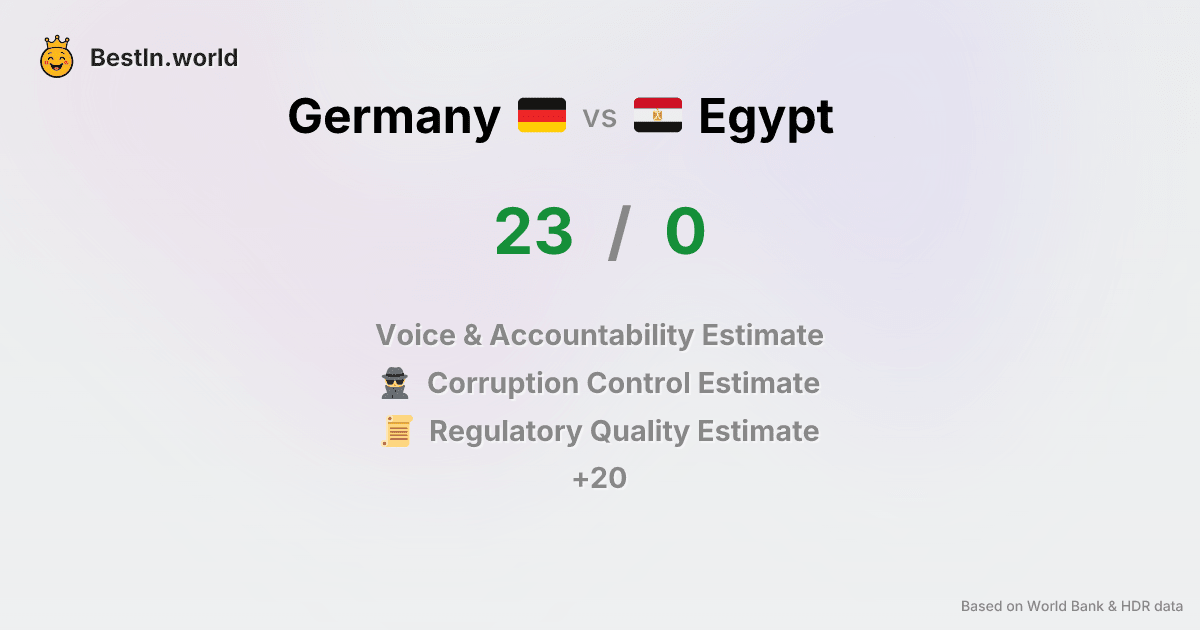 BestIn.world
Germany vs Egypt
23 / 0
Voice & Accountability Estimate
Corruption Control Estimate
Regulatory Quality Estimate
+20
Based on World Bank & HDR data